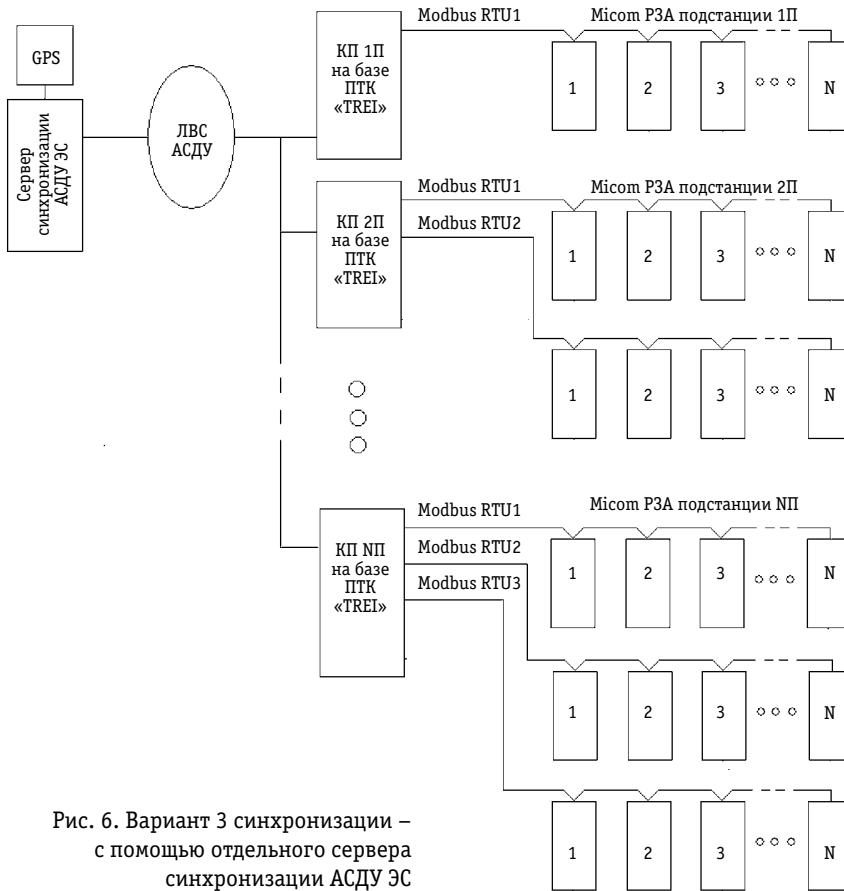 GPS
Сервер
синхронизации
АСДУ ЭС
ЛВС
АСДУ
КП 1П
на базе
ПТК
«TREI»
Modbus RTU1
Micom РЗА подстанции 1П
1
2
3
N
КП 2П
на базе
ПТК
«TREI»
Modbus RTU1
Modbus RTU2
Micom РЗА подстанции 2П
1
2
3
N
1
2
3
N
КП NП
на базе
ПТК
«TREI»
Modbus RTU1
Modbus RTU2
Modbus RTU3
Micom РЗА подстанции NП
1
2
3
N
1
2
3
N
1
2
3
N
Рис. 6. Вариант 3 синхронизации –
с помощью отдельного сервера
синхронизации АСДУ ЭС